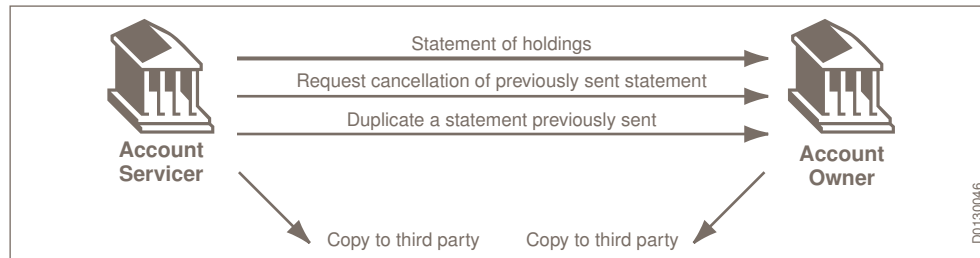 Statement of holdings
Request cancellation of previously sent statement
Duplicate a statement previously sent
Account
Servicer
Account
Owner
Copy to third party
Copy to third party
D0130046